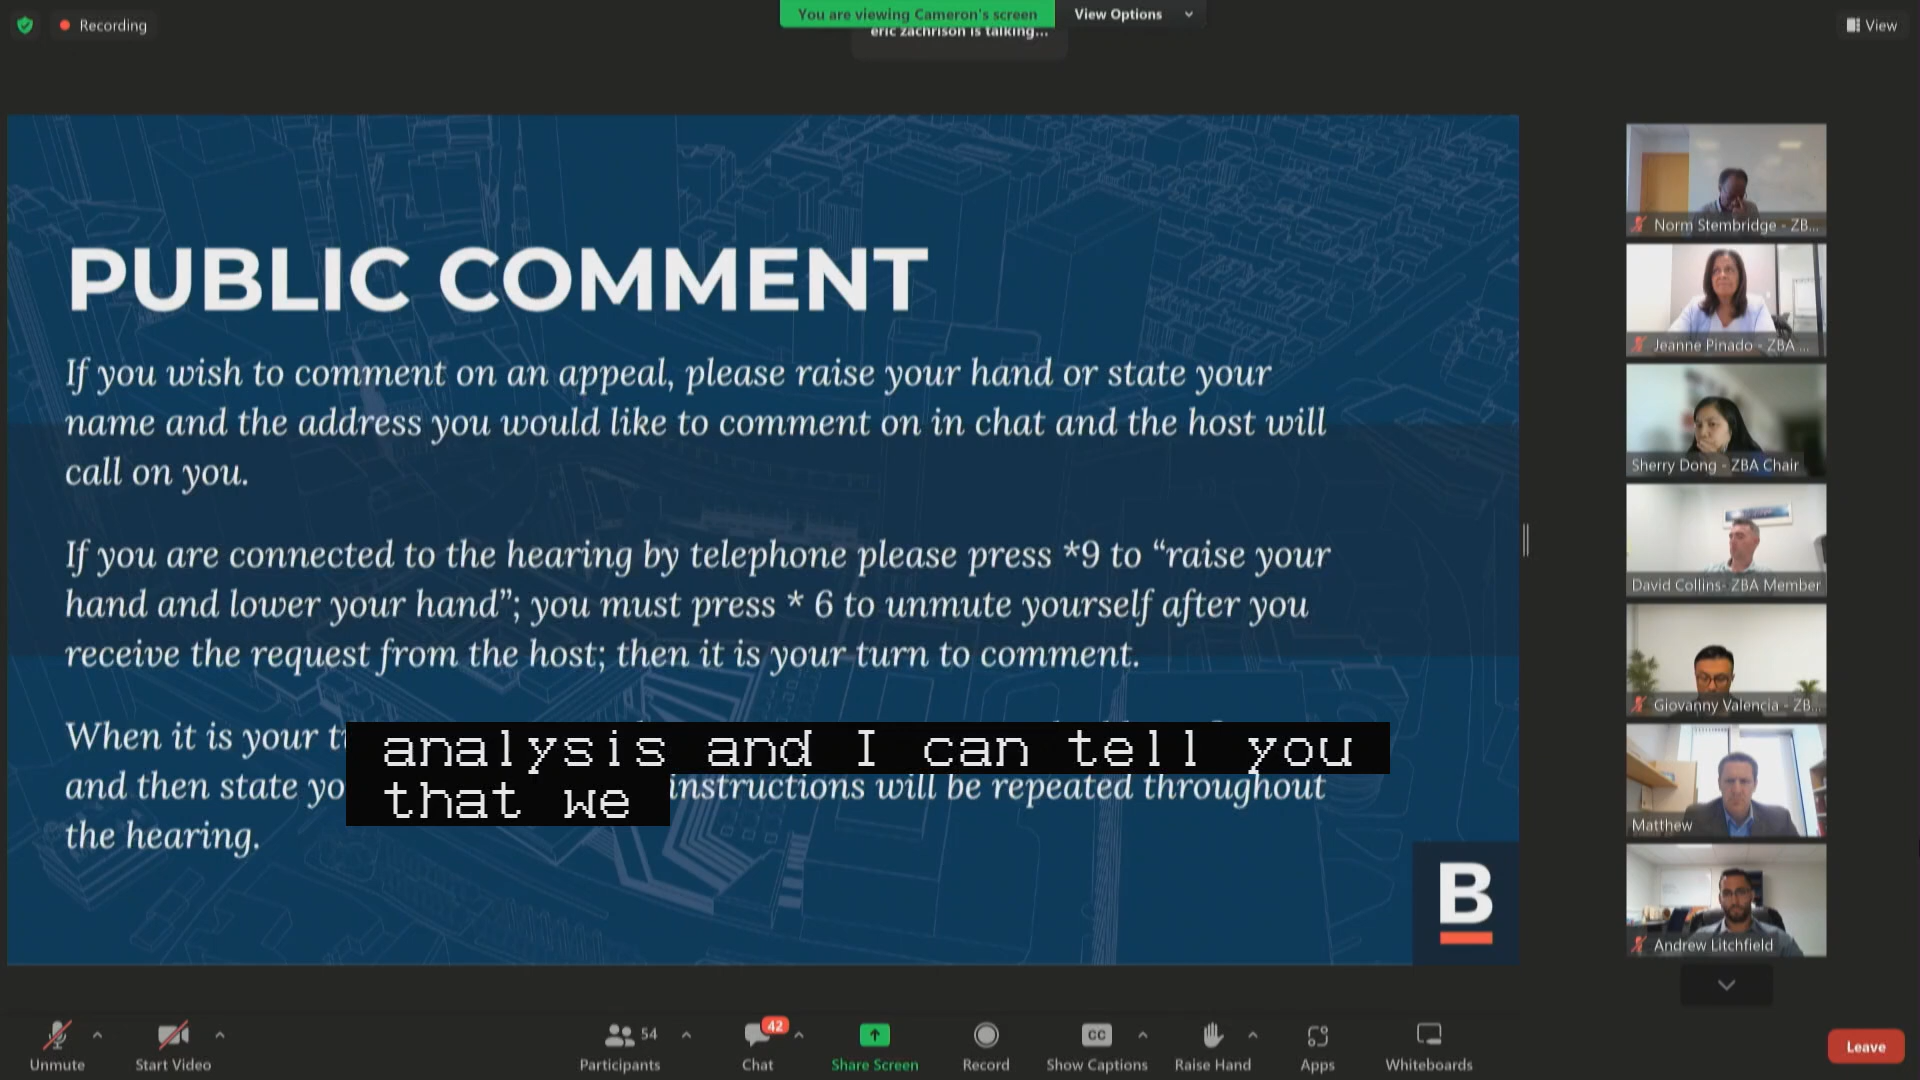 You are viewing Cameron's screen
View Options
Recording
eric zachrison is talking...
View
PUBLIC COMMENT
If you wish to comment on an appeal, please raise your hand or state your
name and the address you would like to comment on in chat and the host will
call on you.
If you are connected to the hearing by telephone please press *9 to “raise your
hand and lower your hand”; you must press * 6 to unmute yourself after you
receive the request from the host; then it is your turn to comment.
When it is your
and then state instructions will be repeated throughout
the hearing.
analysis and I can tell you
that we
B
Norm Stembridge - ZB...
Jeanne Pinado - ZBA ...
Sherry Dong - ZBA Chair
David Collins- ZBA Member
Giovanny Valencia - ZB...
Matthew
Andrew Litchfield
54
42
CC
Unmute
Start Video
Participants
Chat
Share Screen
Record
Show Captions
Raise Hand
Apps
Whiteboards
Leave